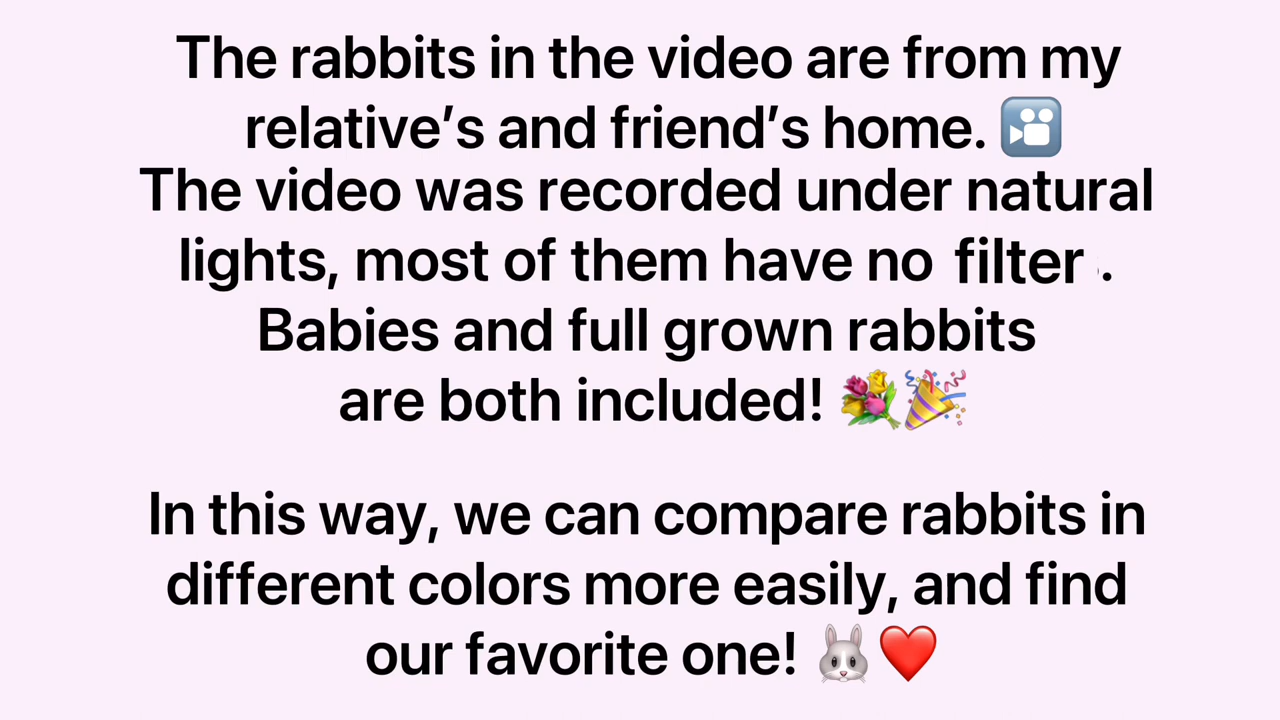 The rabbits in the video are from my
relative’s and friend’s home. 🎦
The video was recorded under natural
lights, most of them have no filter .
Babies and full grown rabbits
are both included! 💐🎉
In this way, we can compare rabbits in
different colors more easily, and find
our favorite one! 🐰❤️